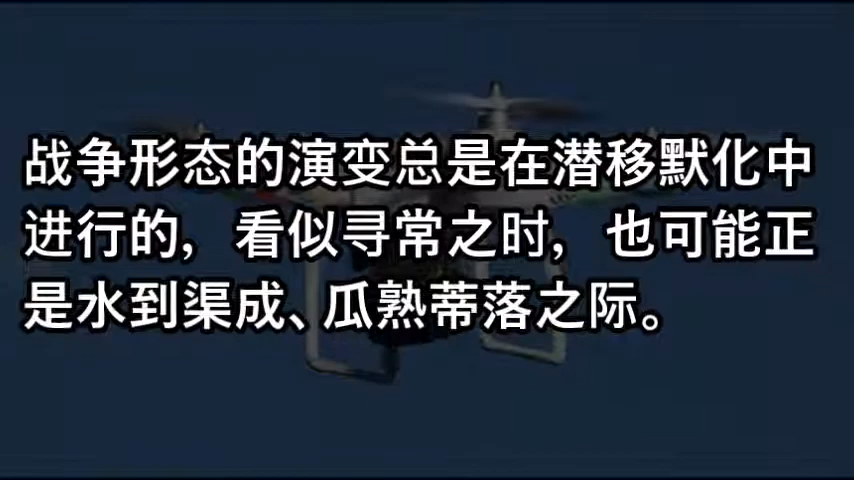 战争形态的演变总是在潜移默化中
进行的，看似寻常之时，也可能正
是水到渠成、瓜熟蒂落之际。